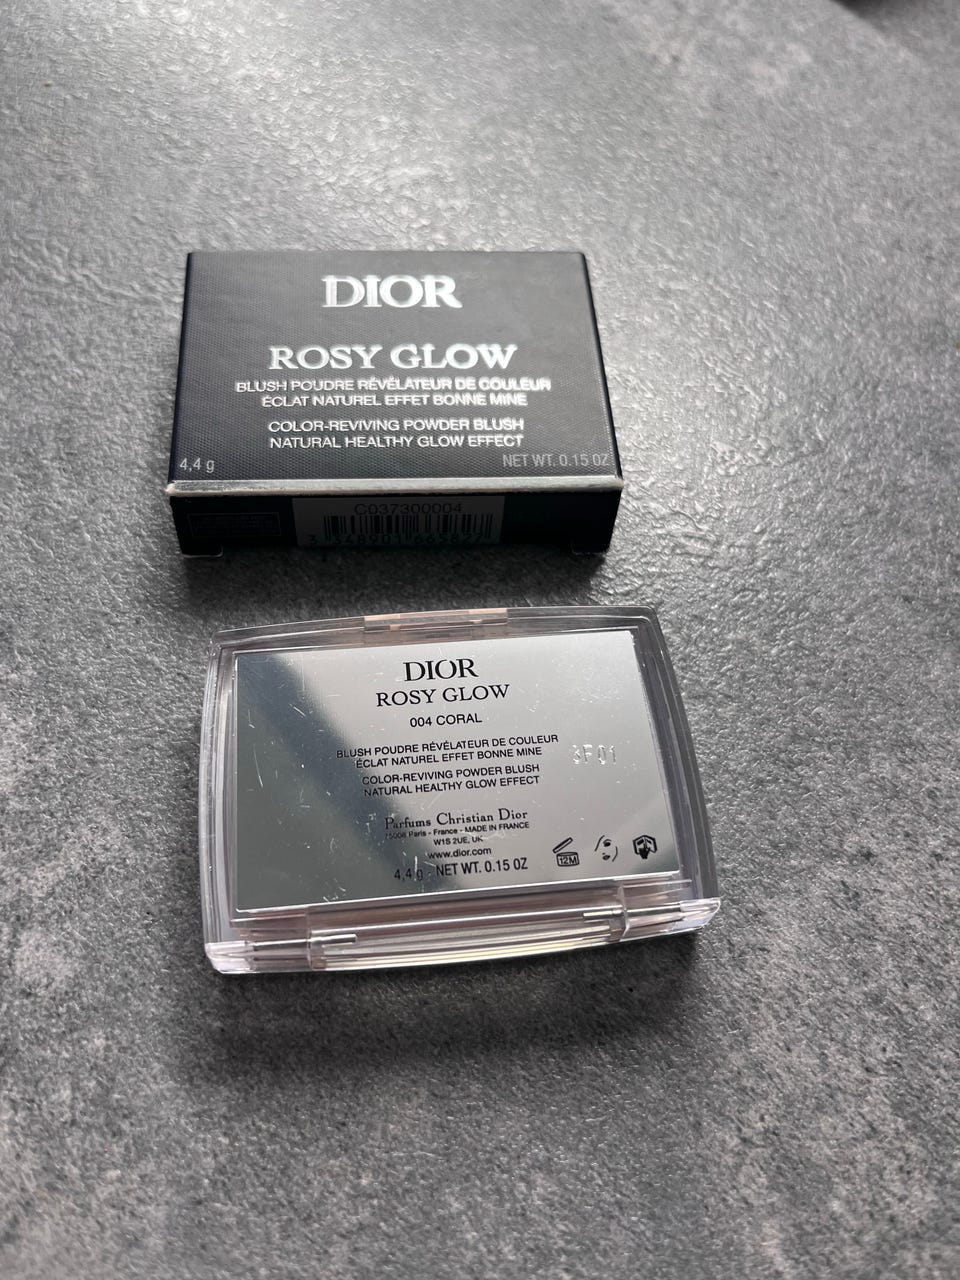 DIOR
ROSY GLOW
BLUSH POUDRE RÉVÉLATEUR DE COULEUR
ÉCLAT NATUREL EFFET BONNE MINE
COLOR-REVIVING POWDER BLUSH
NATURAL HEALTHY GLOW EFFECT
4,4 g NET WT. 0.15 OZ
C037300004
3 348901 665827
DIOR
ROSY GLOW
004 CORAL
BLUSH POUDRE RÉVÉLATEUR DE COULEUR
ÉCLAT NATUREL EFFET BONNE MINE
3F01
COLOR-REVIVING POWDER BLUSH
NATURAL HEALTHY GLOW EFFECT
Parfums Christian Dior
75008 Paris - France - MADE IN FRANCE
W1S 2UE, UK
www.dior.com
12M
4,4 g - NET WT. 0.15 OZ